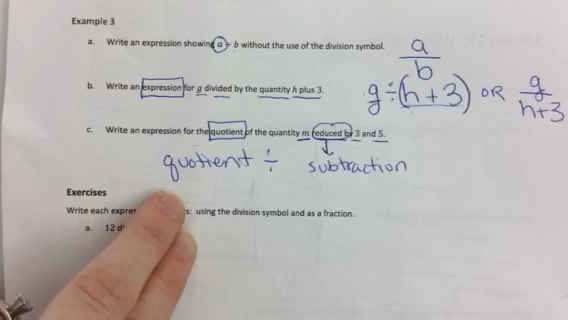 Example 3
a. Write an expression showing a ÷ b without the use of the division symbol.
a
b
b. Write an expression for g divided by the quantity h plus 3.
g ÷ (h + 3) OR g
h+3
c. Write an expression for the quotient of the quantity m reduced by 3 and 5.
quotient ÷ subtraction
Exercises
Write each using the division symbol and as a fraction.
a. 12